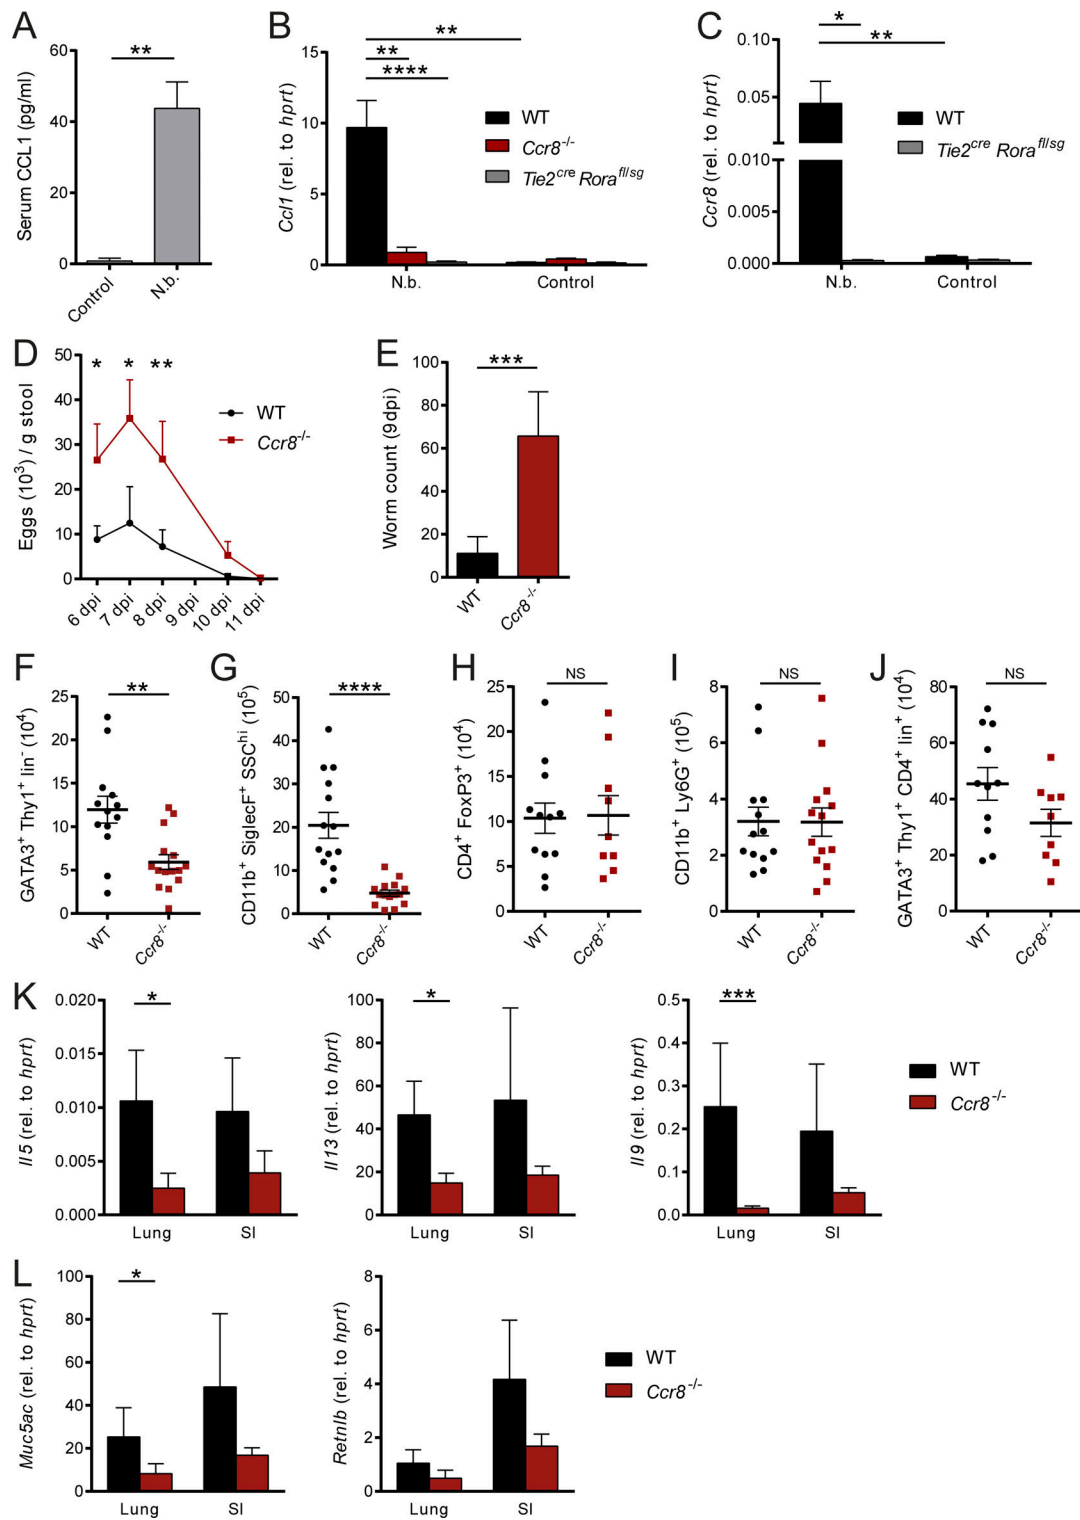 A
Serum CCL1 (pg/ml)
60
40
20
0
**
Control
N.b.
B
Ccl1 (rel. to hprt)
15
10
5
0
**
**
****
WT
Ccr8-/-
Tie2cre Rorafl/sg
N.b.
Control
C
Ccr8 (rel. to hprt)
0.10
0.05
0.010
0.005
0.000
*
**
WT
Tie2cre Rorafl/sg
N.b.
Control
D
Eggs (10³) / g stool
50
40
30
20
10
0
*
*
**
WT
Ccr8-/-
6 dpi
7 dpi
8 dpi
9 dpi
10 dpi
11 dpi
E
Worm count (9dpi)
100
80
60
40
20
0
***
WT
Ccr8-/-
F
GATA3+ Thy1+ lin- (10⁴)
25
20
15
10
5
0
**
WT
Ccr8-/-
G
CD11b+ SiglecF+ SSChi (10⁵)
50
40
30
20
10
0
****
WT
Ccr8-/-
H
CD4+ FoxP3+ (10⁴)
25
20
15
10
5
0
NS
WT
Ccr8-/-
I
CD11b+ Ly6G+ (10⁵)
8
6
4
2
0
NS
WT
Ccr8-/-
J
GATA3+ Thy1+ CD4+ lin+ (10⁴)
80
60
40
20
0
NS
WT
Ccr8-/-
K
Il5 (rel. to hprt)
0.020
0.015
0.010
0.005
0.000
*
Lung
SI
Il13 (rel. to hprt)
100
80
60
40
20
0
*
Lung
SI
Il9 (rel. to hprt)
0.5
0.4
0.3
0.2
0.1
0.0
***
Lung
SI
WT
Ccr8-/-
L
Muc5ac (rel. to hprt)
100
80
60
40
20
0
*
Lung
SI
Retnlb (rel. to hprt)
8
6
4
2
0
Lung
SI
WT
Ccr8-/-